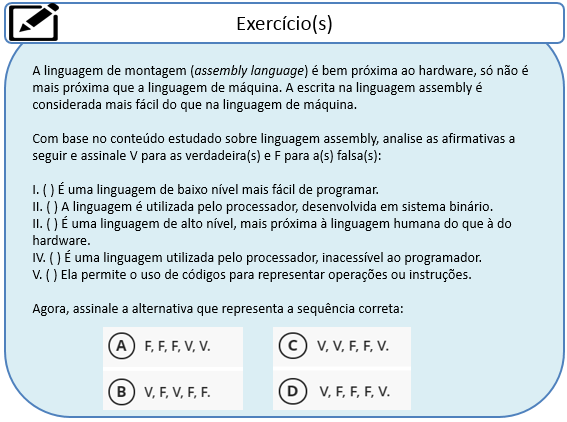 Exercício(s)
A linguagem de montagem (assembly language) é bem próxima ao hardware, só não é
mais próxima que a linguagem de máquina. A escrita na linguagem assembly é
considerada mais fácil do que na linguagem de máquina.
Com base no conteúdo estudado sobre linguagem assembly, analise as afirmativas a
seguir e assinale V para as verdadeira(s) e F para a(s) falsa(s):
I. ( ) É uma linguagem de baixo nível mais fácil de programar.
II. ( ) A linguagem é utilizada pelo processador, desenvolvida em sistema binário.
II. ( ) É uma linguagem de alto nível, mais próxima à linguagem humana do que à do
hardware.
IV. ( ) É uma linguagem utilizada pelo processador, inacessível ao programador.
V. ( ) Ela permite o uso de códigos para representar operações ou instruções.
Agora, assinale a alternativa que representa a sequência correta:
A F, F, F, V, V.
B V, F, V, F, F.
C V, V, F, F, V.
D V, F, F, F, V.